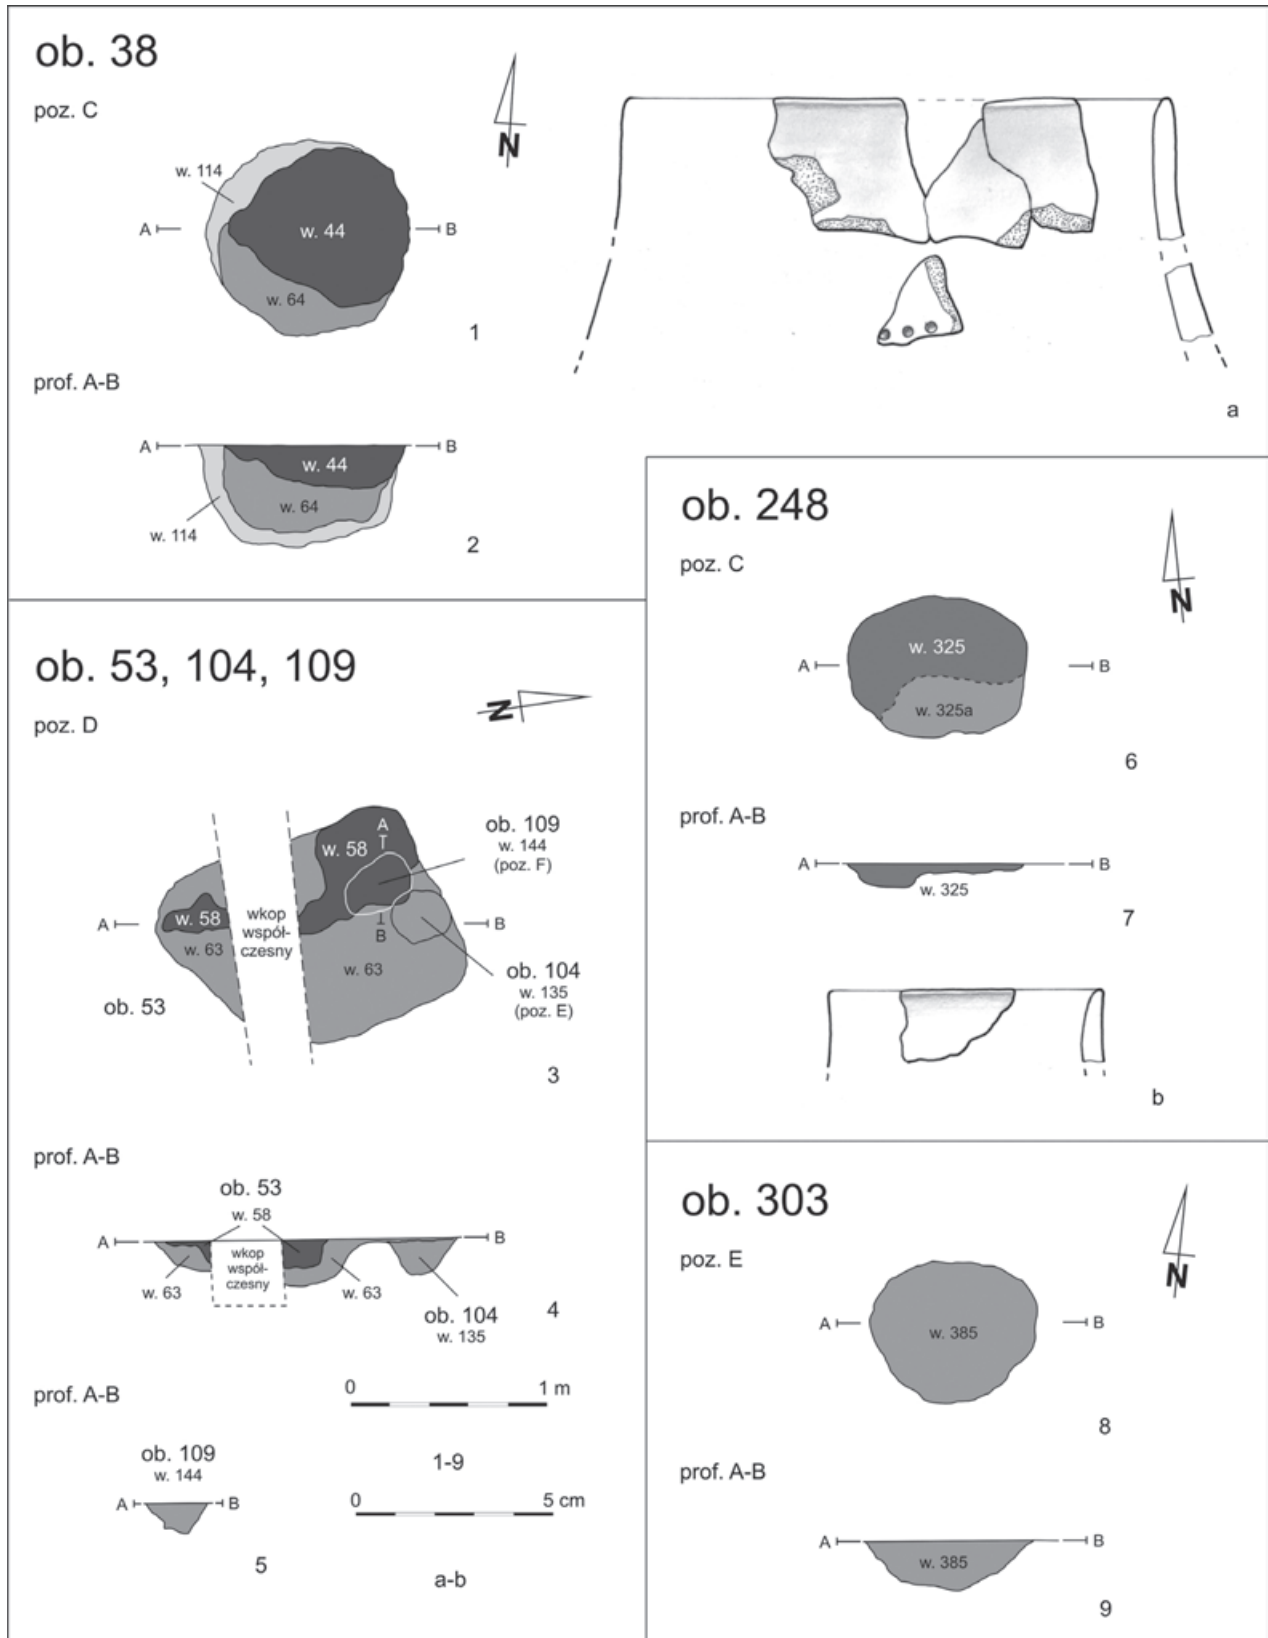 ob. 38
poz. C
N
w. 114
A
w. 44
B
w. 64
1
prof. A-B
A
B
w. 44
w. 64
w. 114
2
a
ob. 248
poz. C
N
w. 325
A
B
w. 325a
6
prof. A-B
A
B
w. 325
7
b
ob. 53, 104, 109
poz. D
N
A
w. 58
ob. 109
w. 144
(poz. F)
A
w. 58
wkop
współ-
czesny
B
B
w. 63
w. 63
ob. 104
w. 135
(poz. E)
ob. 53
3
prof. A-B
ob. 53
w. 58
A
B
wkop
współ-
czesny
w. 63
w. 63
ob. 104
w. 135
4
prof. A-B
0 1 m
1-9
ob. 109
w. 144
A
B
5
0 5 cm
a-b
ob. 303
poz. E
N
A
B
w. 385
8
prof. A-B
A
B
w. 385
9